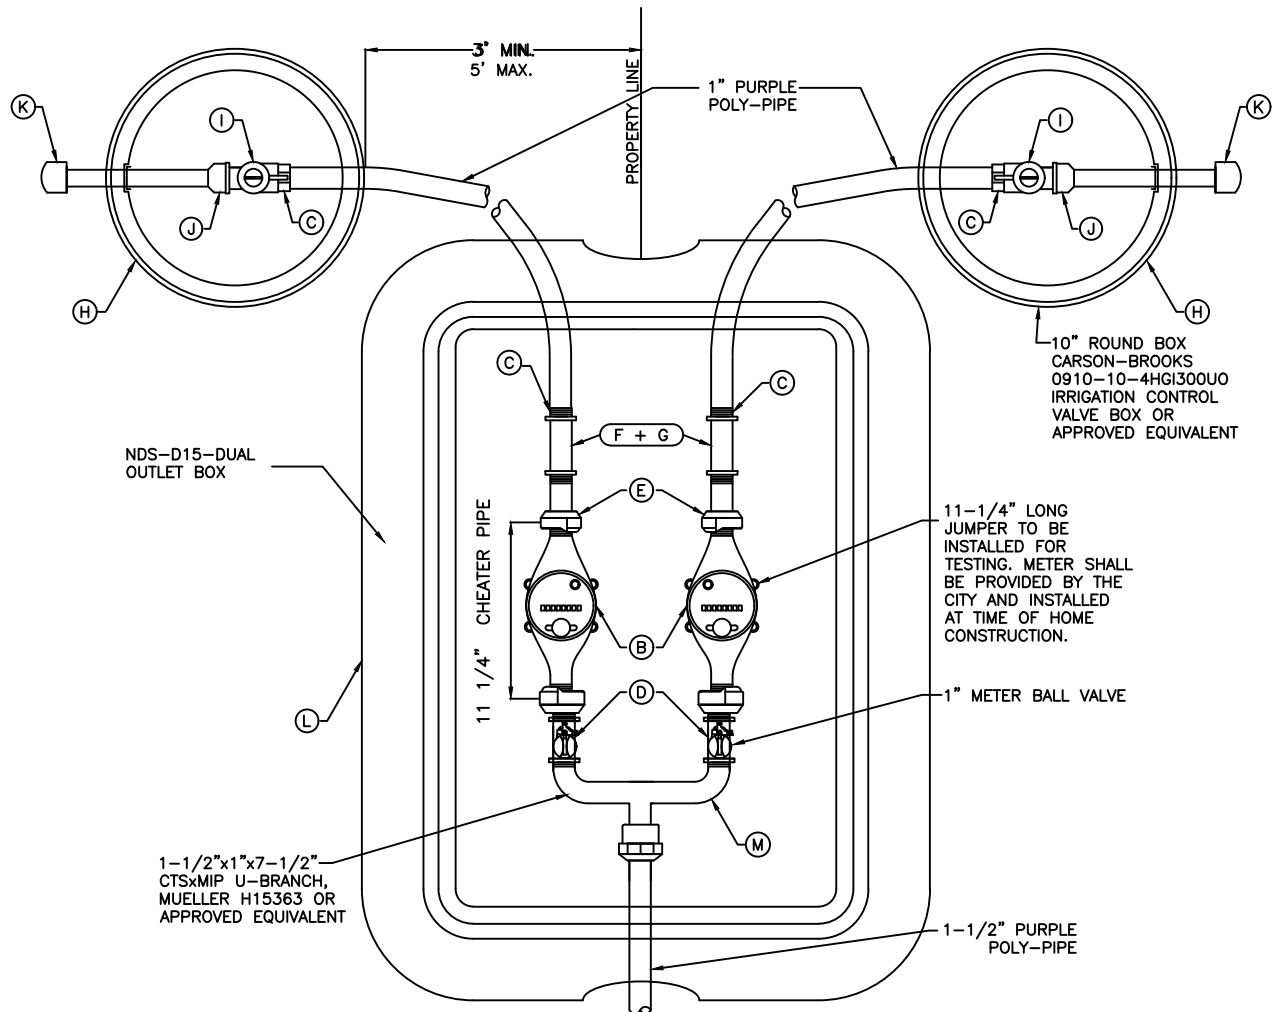 3' MIN.
5' MAX.
PROPERTY LINE
1" PURPLE
POLY-PIPE
K
I
J
C
H
K
I
C
J
H
10" ROUND BOX
CARSON-BROOKS
0910-10-4HGI300UO
IRRIGATION CONTROL
VALVE BOX OR
APPROVED EQUIVALENT
C
C
F + G
NDS-D15-DUAL
OUTLET BOX
E
11 1/4" CHEATER PIPE
11-1/4" LONG
JUMPER TO BE
INSTALLED FOR
TESTING. METER SHALL
BE PROVIDED BY THE
CITY AND INSTALLED
AT TIME OF HOME
CONSTRUCTION.
B
D
1" METER BALL VALVE
L
M
1-1/2"x1"x7-1/2"
CTSxMIP U-BRANCH,
MUELLER H15363 OR
APPROVED EQUIVALENT
1-1/2" PURPLE
POLY-PIPE